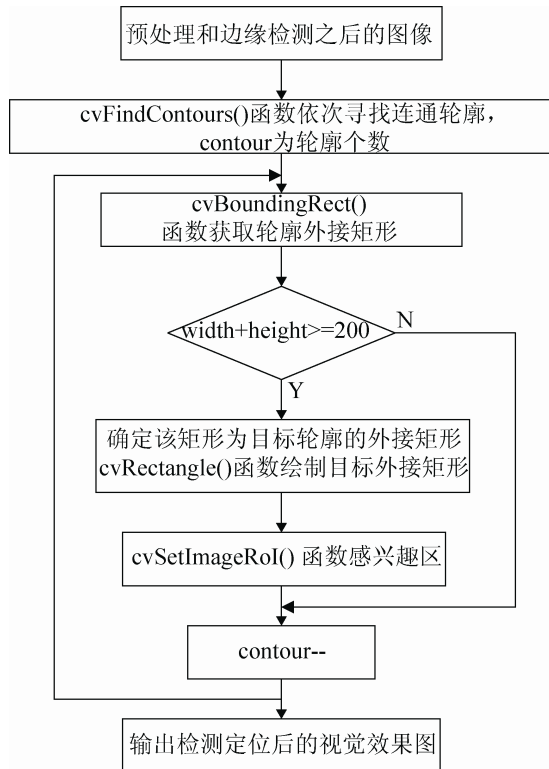 预处理和边缘检测之后的图像
cvFindContours()函数依次寻找连通轮廓，
contour为轮廓个数
cvBoundingRect()
函数获取轮廓外接矩形
width+height>=200
N
Y
确定该矩形为目标轮廓的外接矩形
cvRectangle()函数绘制目标外接矩形
cvSetImageRoI() 函数感兴趣区
contour--
输出检测定位后的视觉效果图